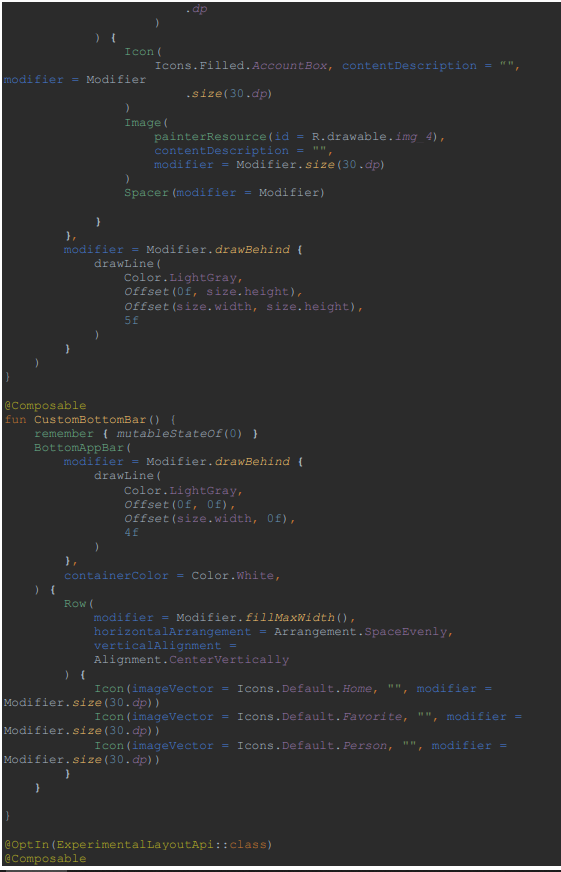 .dp
)
) {
Icon(
Icons.Filled.AccountBox, contentDescription = "",
modifier = Modifier
.size(30.dp)
)
Image(
painterResource(id = R.drawable.img_4),
contentDescription = "",
modifier = Modifier.size(30.dp)
)
Spacer(modifier = Modifier)
}
},
modifier = Modifier.drawBehind {
drawLine(
Color.LightGray,
Offset(0f, size.height),
Offset(size.width, size.height),
5f
)
}
)
}
@Composable
fun CustomBottomBar() {
remember { mutableStateOf(0) }
BottomAppBar(
modifier = Modifier.drawBehind {
drawLine(
Color.LightGray,
Offset(0f, 0f),
Offset(size.width, 0f),
4f
)
},
containerColor = Color.White,
) {
Row(
modifier = Modifier.fillMaxWidth(),
horizontalArrangement = Arrangement.SpaceEvenly,
verticalAlignment =
Alignment.CenterVertically
) {
Icon(imageVector = Icons.Default.Home, "", modifier =
Modifier.size(30.dp))
Icon(imageVector = Icons.Default.Favorite, "", modifier =
Modifier.size(30.dp))
Icon(imageVector = Icons.Default.Person, "", modifier =
Modifier.size(30.dp))
}
}
}
@OptIn(ExperimentalLayoutApi::class)
@Composable